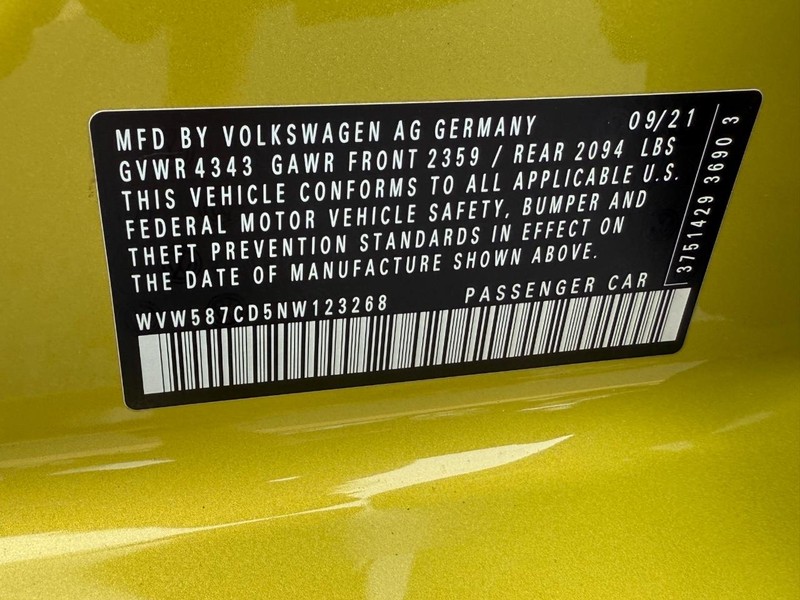 MFD BY VOLKSWAGEN AG GERMANY 09/21
GVWR 4343 GAWR FRONT 2359 / REAR 2094 LBS
THIS VEHICLE CONFORMS TO ALL APPLICABLE U.S.
FEDERAL MOTOR VEHICLE SAFETY, BUMPER AND
THEFT PREVENTION STANDARDS IN EFFECT ON
THE DATE OF MANUFACTURE SHOWN ABOVE.
WVW587CD5NW123268 PASSENGER CAR
3751429 3690 3